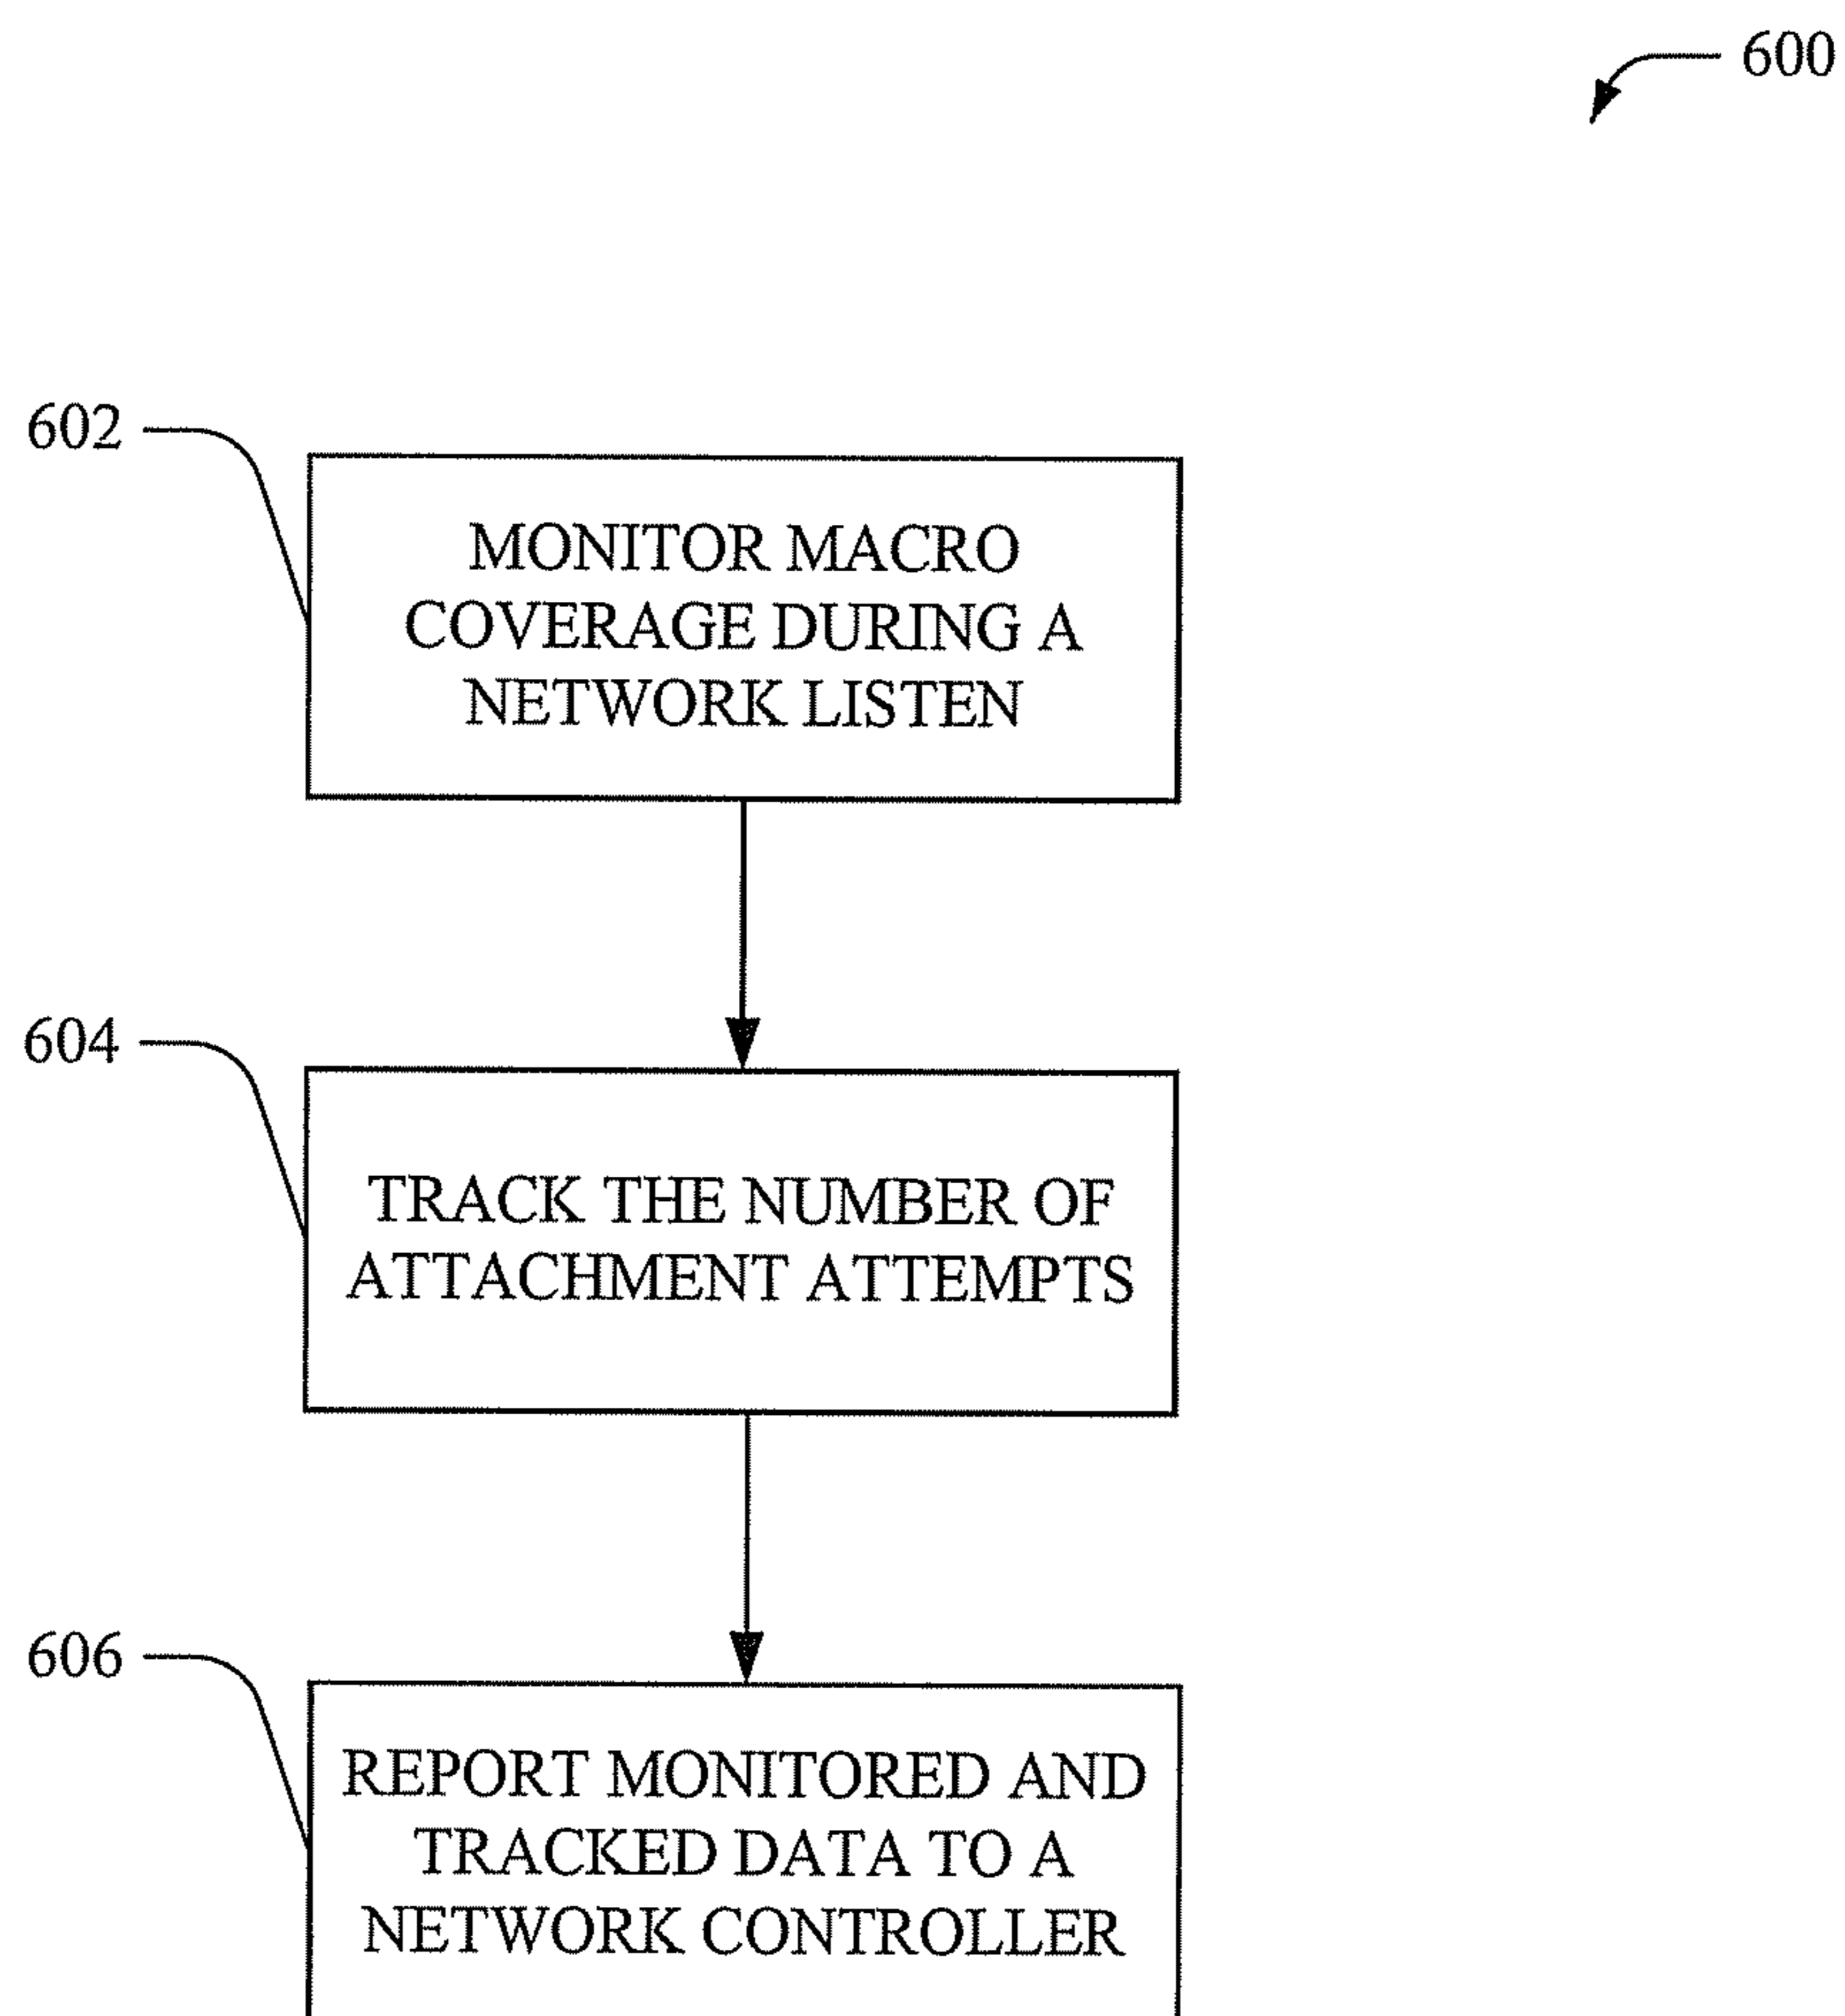 600
602
MONITOR MACRO
COVERAGE DURING A
NETWORK LISTEN
604
TRACK THE NUMBER OF
ATTACHMENT ATTEMPTS
606
REPORT MONITORED AND
TRACKED DATA TO A
NETWORK CONTROLLER